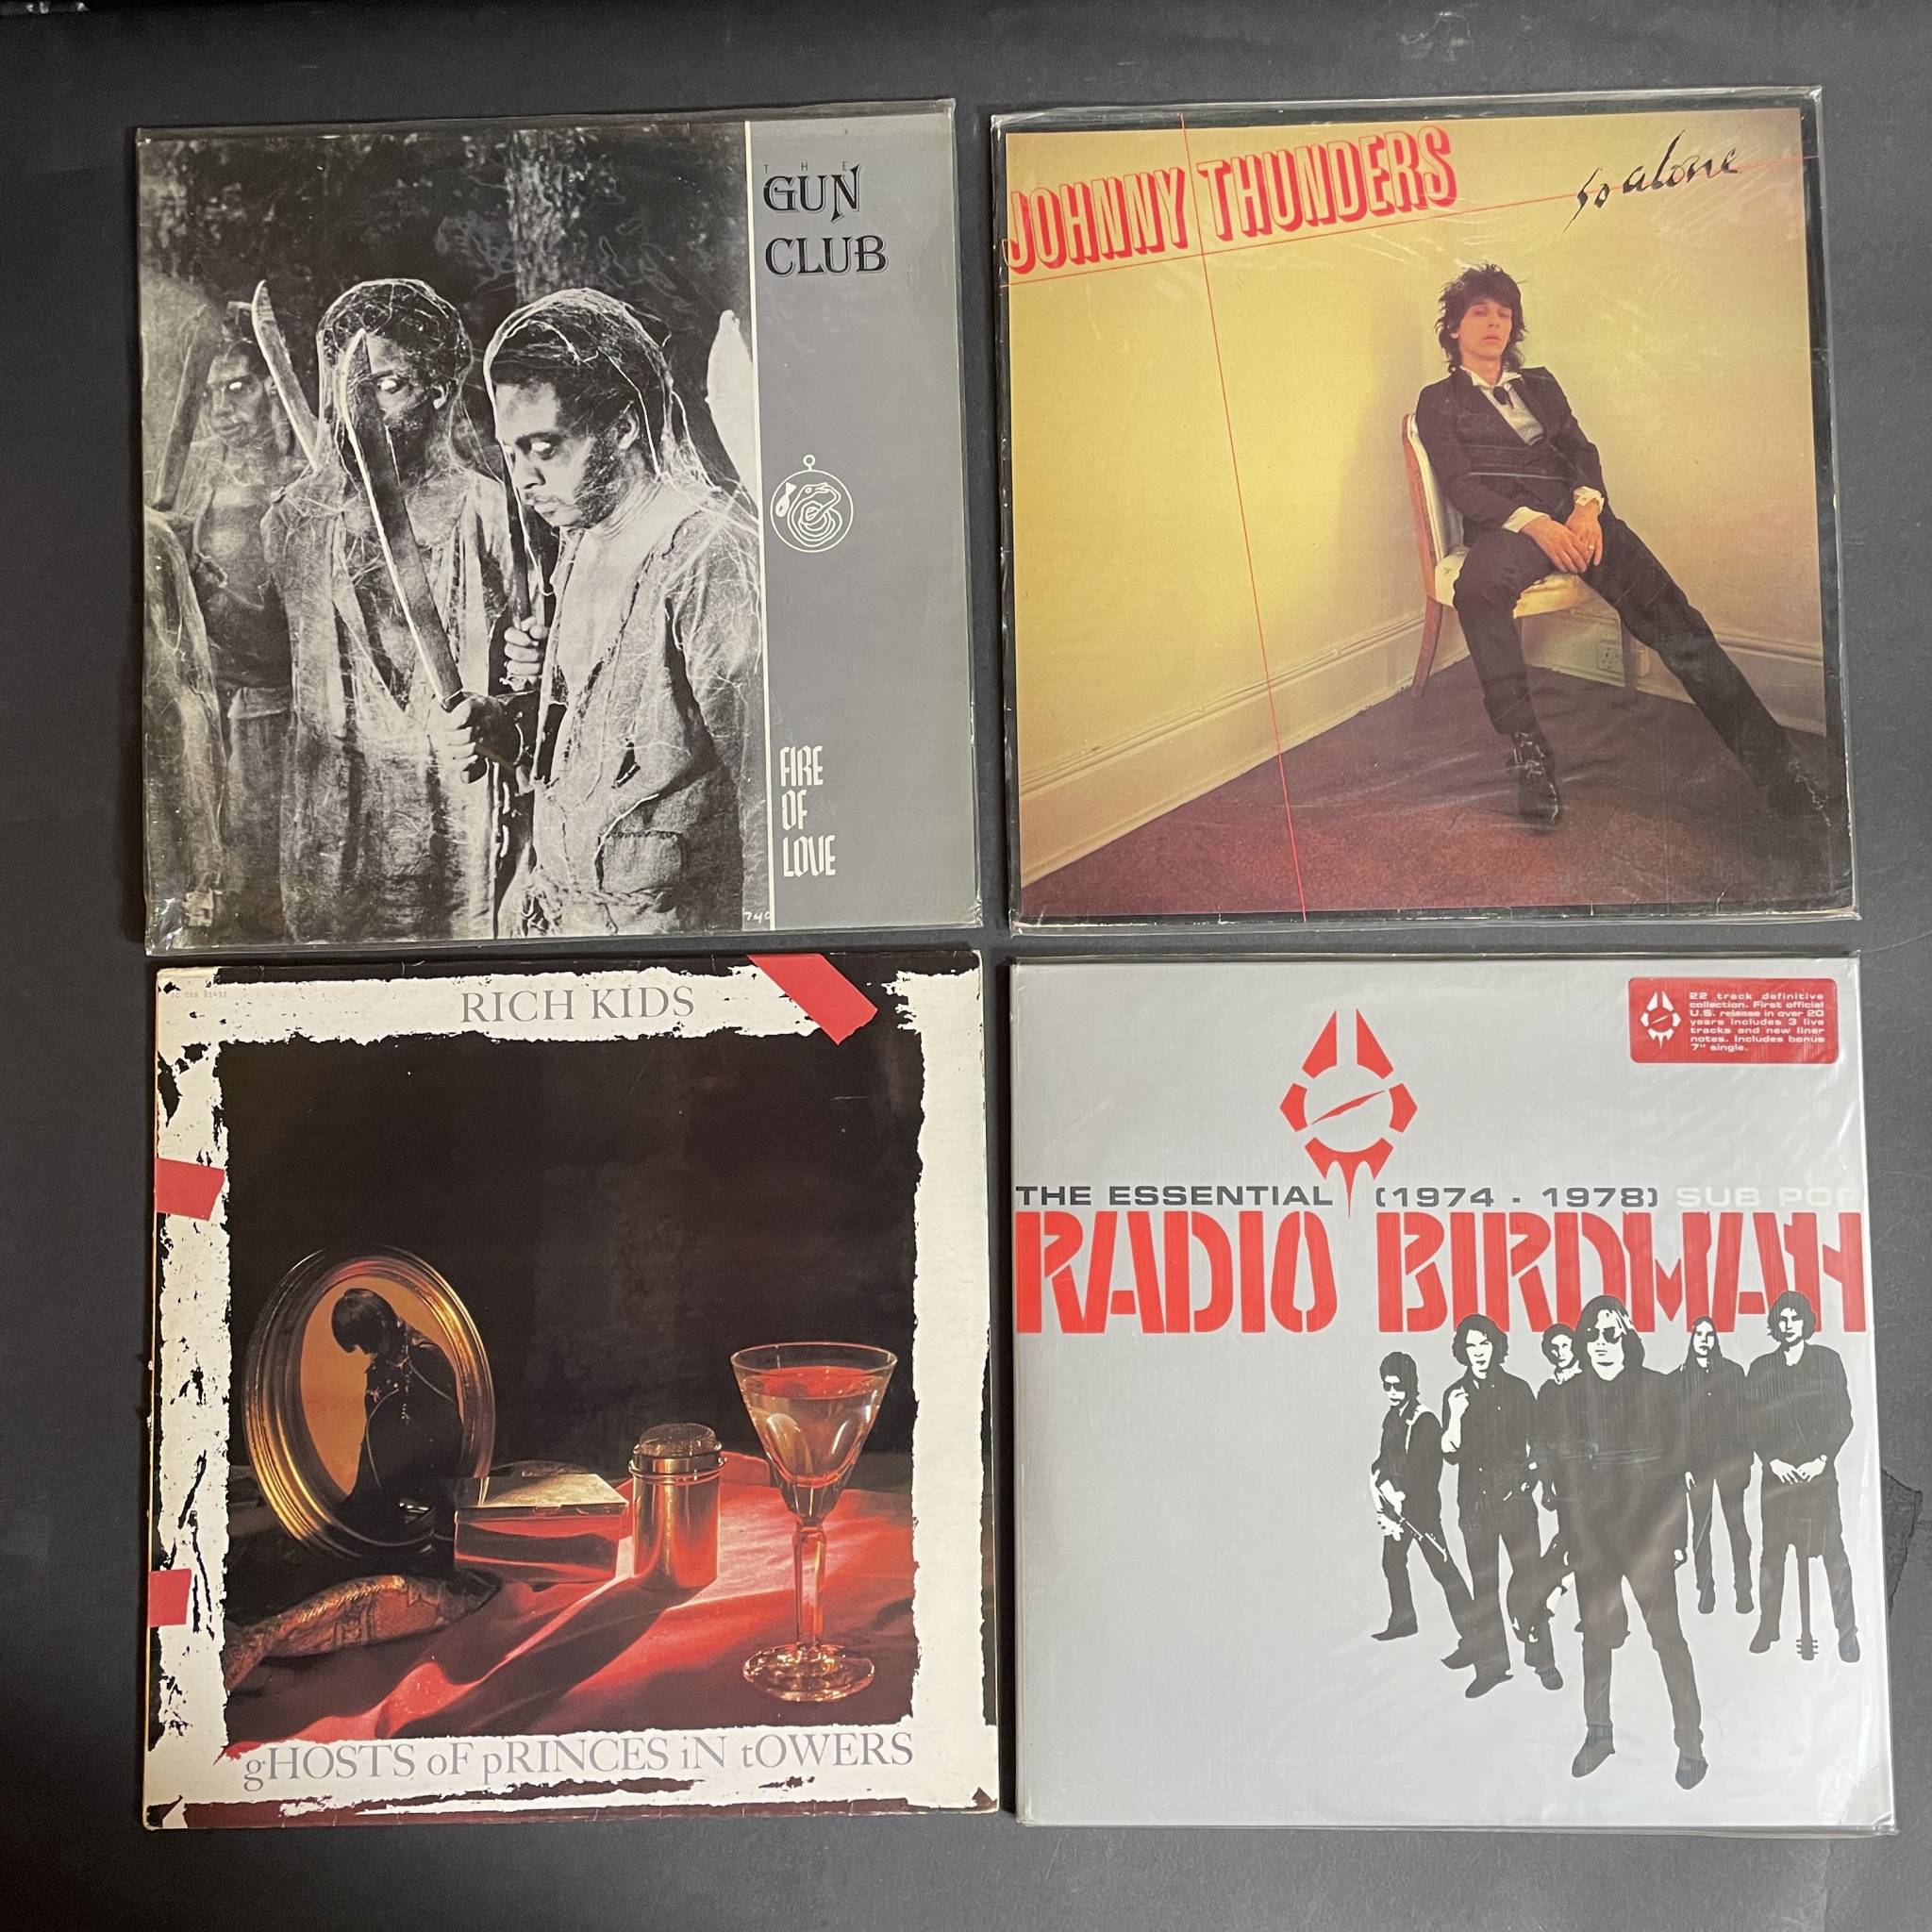 THE
GUN
CLUB
FIRE
OF
LOVE
740
JOHNNY THUNDERS
so alone
RICH KIDS
gHOSTS oF pRINCES iN tOWERS
22 track definitive
collection. First official
U.S. release in over 20
years includes 3 live
tracks and new liner
notes. Includes bonus
7" single.
THE ESSENTIAL (1974 - 1978) SUB POP
RADIO BIRDMAN